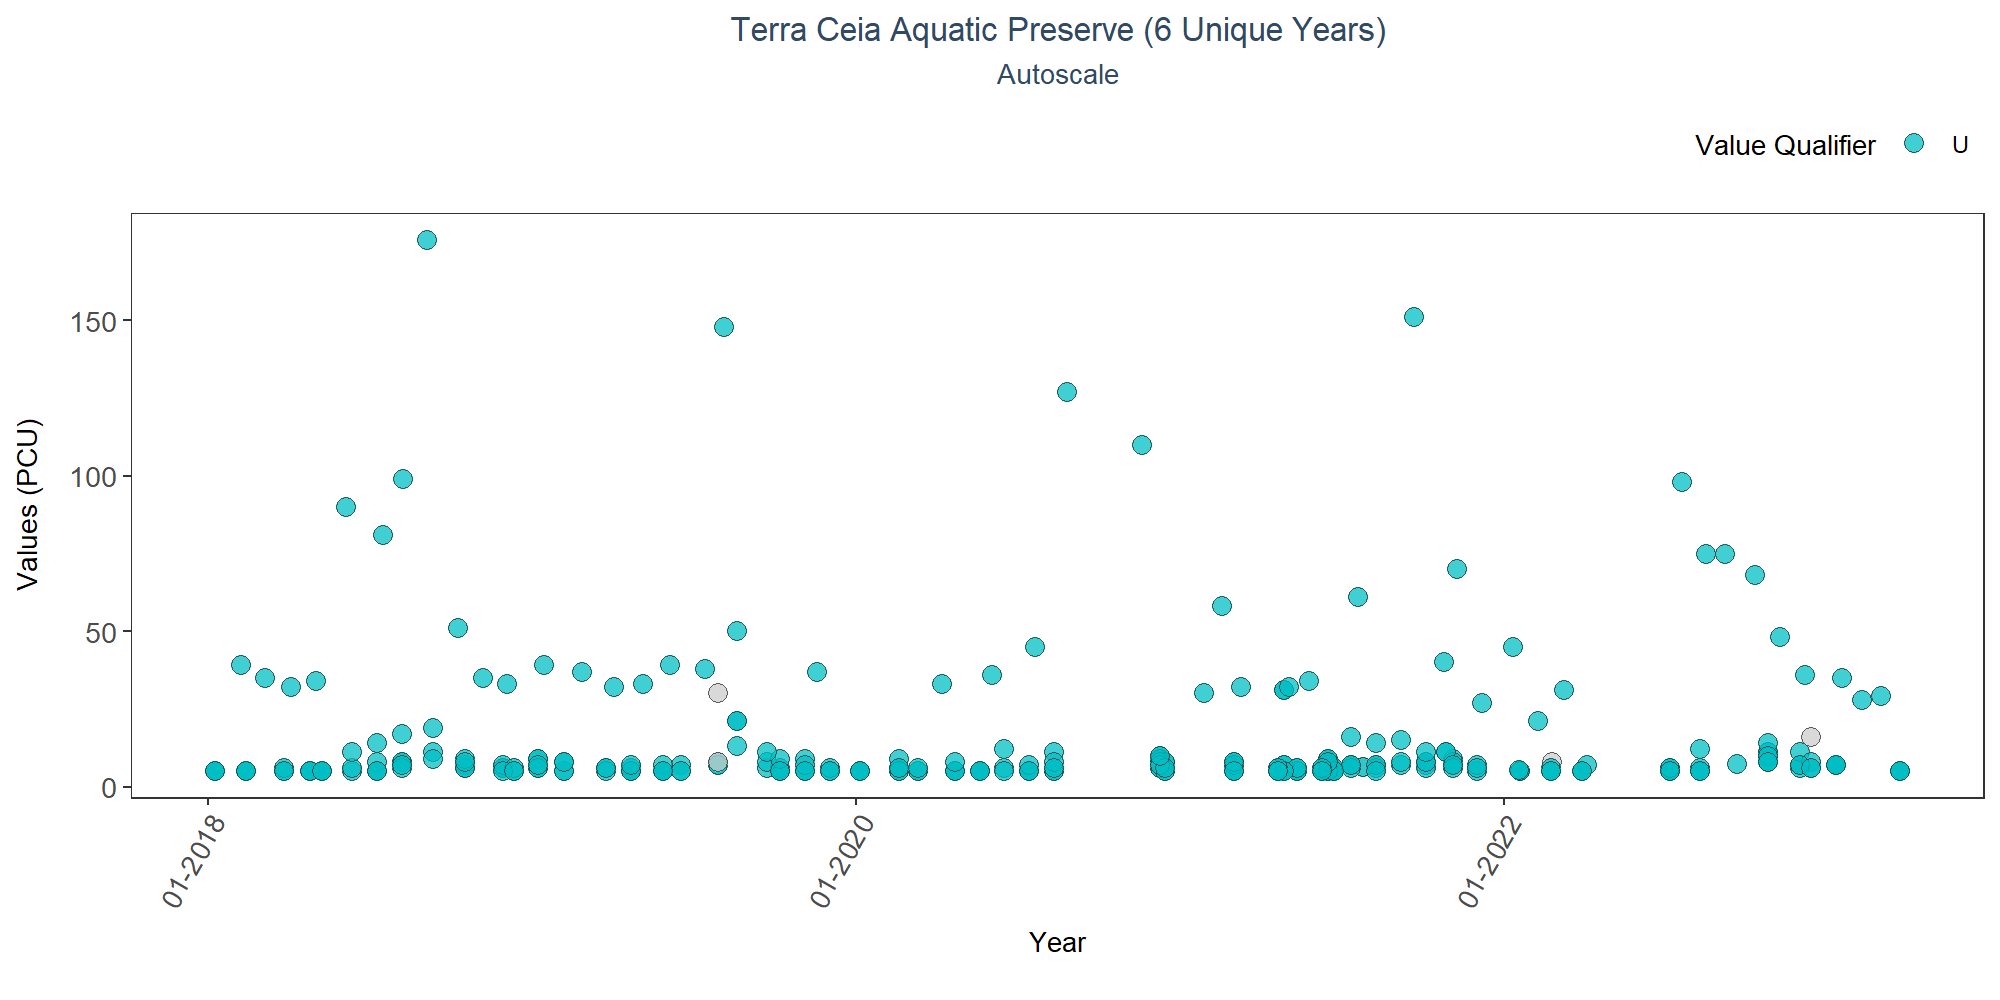 Terra Ceia Aquatic Preserve (6 Unique Years)
Autoscale
Value Qualifier U
Values (PCU)
150
100
50
0
01-2018 01-2020 01-2022
Year